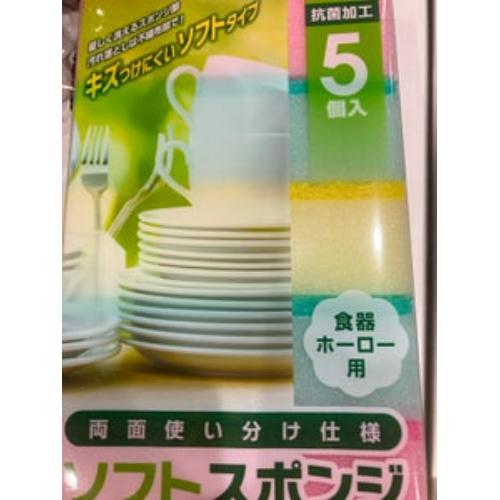 優しく洗えるスポンジ面
汚れ落としは不織布部で!
キズつけにくいソフトタイプ
抗菌加工
5
個入
食器
ホーロー
用
両面使い分け仕様
ソフトスポンジ